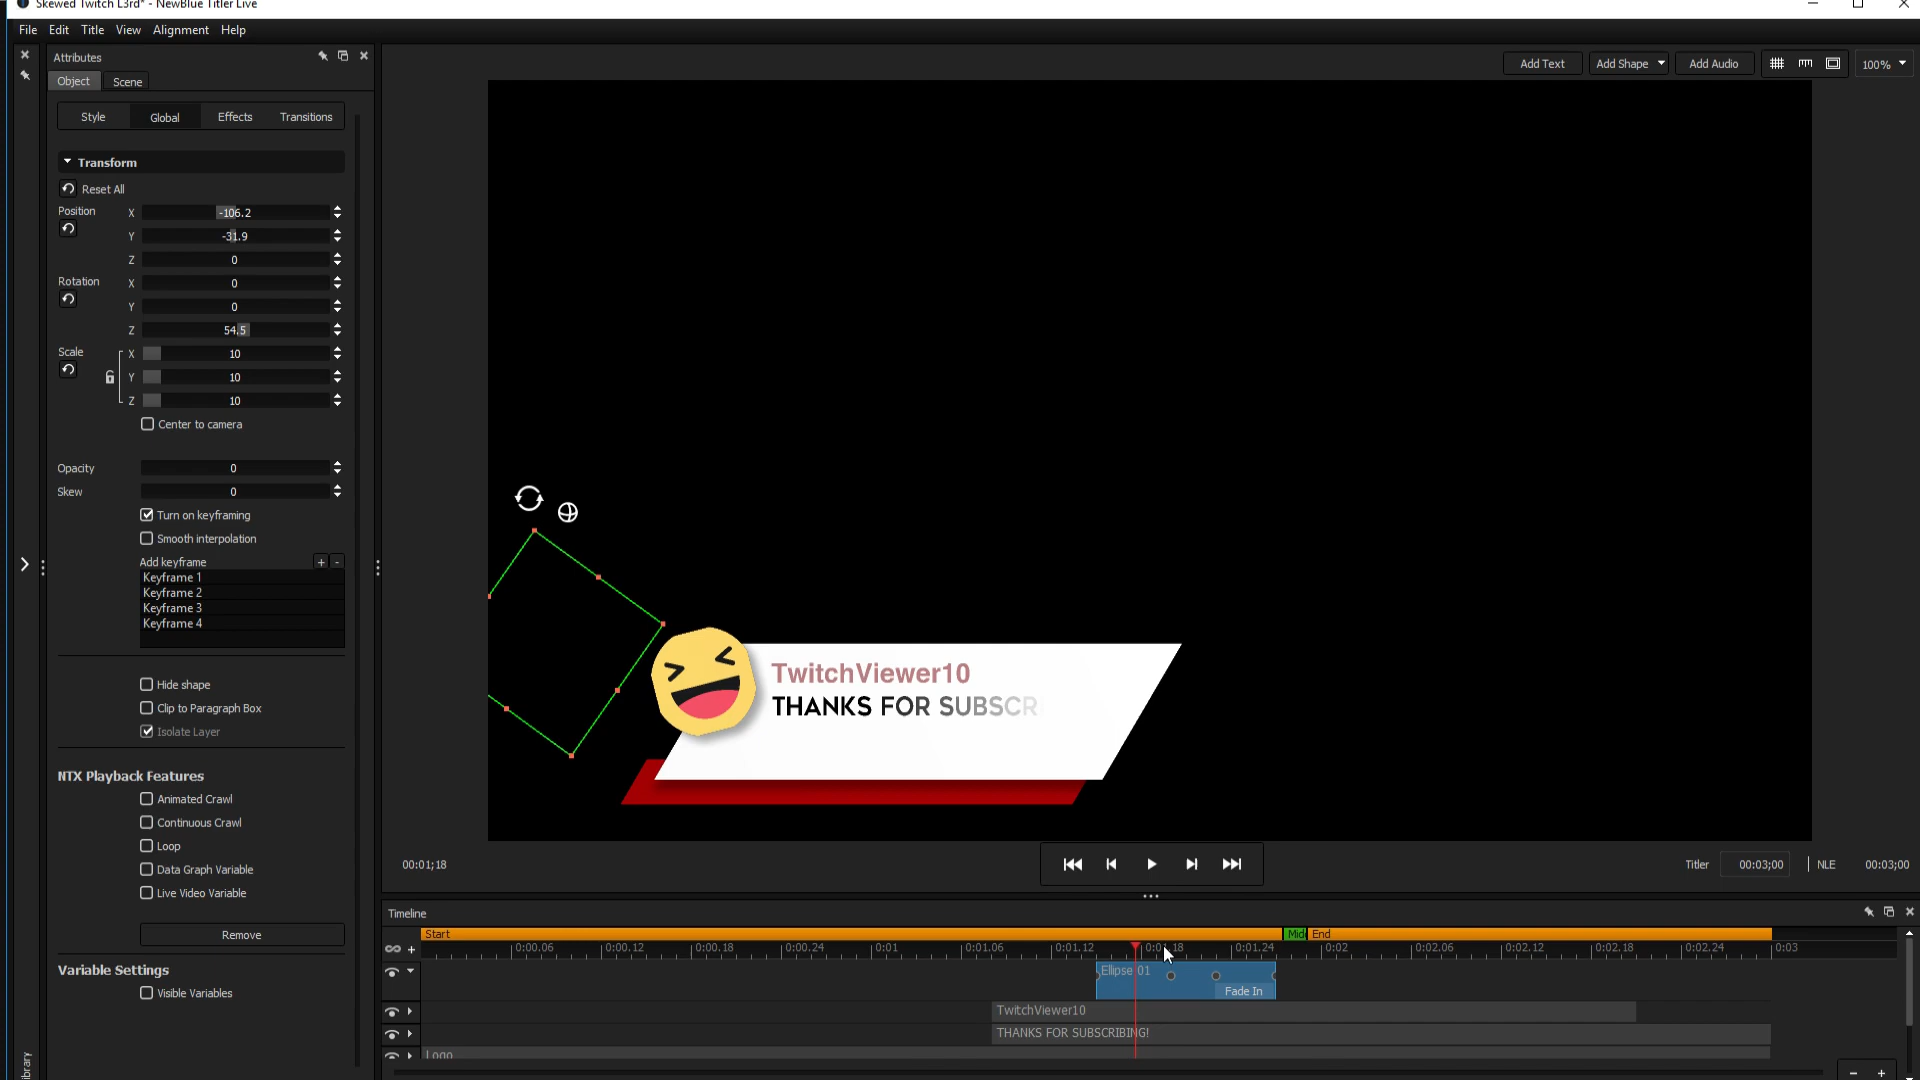 Skewed Twitch L3rd* - NewBlue Titler Live
File Edit Title View Alignment Help
Attributes
Object Scene
Add Text Add Shape Add Audio 100%
Style Global Effects Transitions
Transform
Reset All
Position X -106.2
Y -31.9
Z 0
Rotation X 0
Y 0
Z 54.5
Scale X 10
Y 10
Z 10
Center to camera
Opacity 0
Skew 0
Turn on keyframing
Smooth interpolation
Add keyframe + -
Keyframe 1
Keyframe 2
Keyframe 3
Keyframe 4
Hide shape
Clip to Paragraph Box
Isolate Layer
NTX Playback Features
Animated Crawl
Continuous Crawl
Loop
Data Graph Variable
Live Video Variable
Remove
Variable Settings
Visible Variables
ibrary
TwitchViewer10
THANKS FOR SUBSCRI
00:01;18
Titler 00:03;00 NLE 00:03;00
Timeline
Start Mid End
0:00.06 0:00.12 0:00.18 0:00.24 0:01 0:01.06 0:01.12 0:01.18 0:01.24 0:02 0:02.06 0:02.12 0:02.18 0:02.24 0:03
Ellipse 01
Fade In
TwitchViewer10
THANKS FOR SUBSCRIBING!
Logo